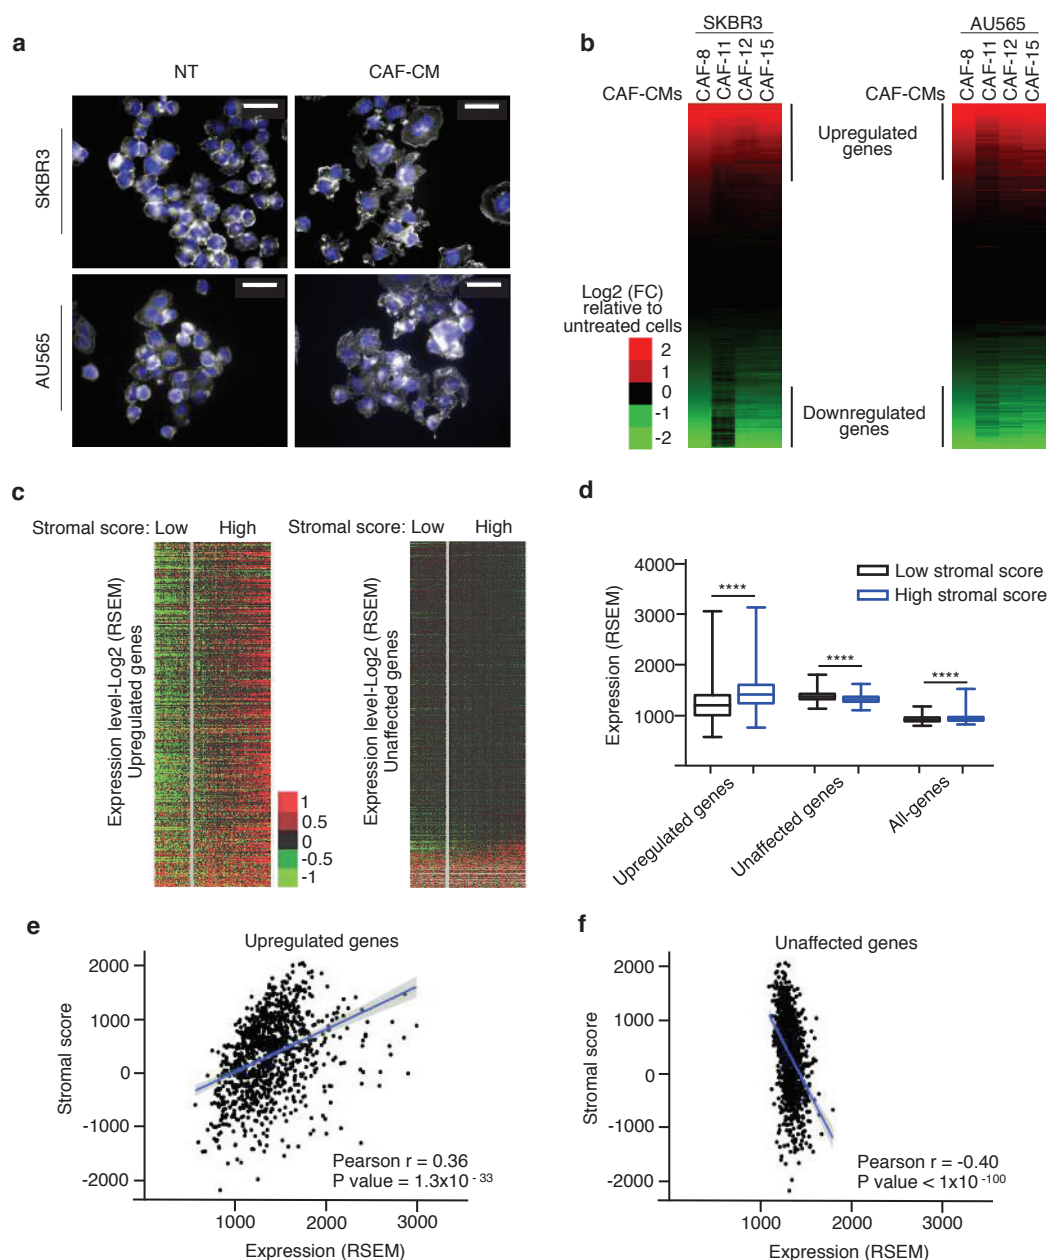 a
NT
CAF-CM
SKBR3
AU565
b
SKBR3
AU565
CAF-CMs
CAF-8
CAF-11
CAF-12
CAF-15
CAF-CMs
CAF-8
CAF-11
CAF-12
CAF-15
Upregulated
genes
Log2 (FC)
relative to
untreated cells
2
1
0
-1
-2
Downregulated
genes
c
Stromal score: Low High
Expression level-Log2 (RSEM)
Upregulated genes
1
0.5
0
-0.5
-1
Stromal score: Low High
Expression level-Log2 (RSEM)
Unaffected genes
d
Expression (RSEM)
4000
3000
2000
1000
Low stromal score
High stromal score
****
****
****
Upregulated genes
Unaffected genes
All-genes
e
Upregulated genes
Stromal score
2000
1000
0
-1000
-2000
Pearson r = 0.36
P value = 1.3x10 - 33
1000
2000
3000
Expression (RSEM)
f
Unaffected genes
Stromal score
2000
1000
0
-1000
-2000
Pearson r = -0.40
P value < 1x10 -100
1000
2000
3000
Expression (RSEM)